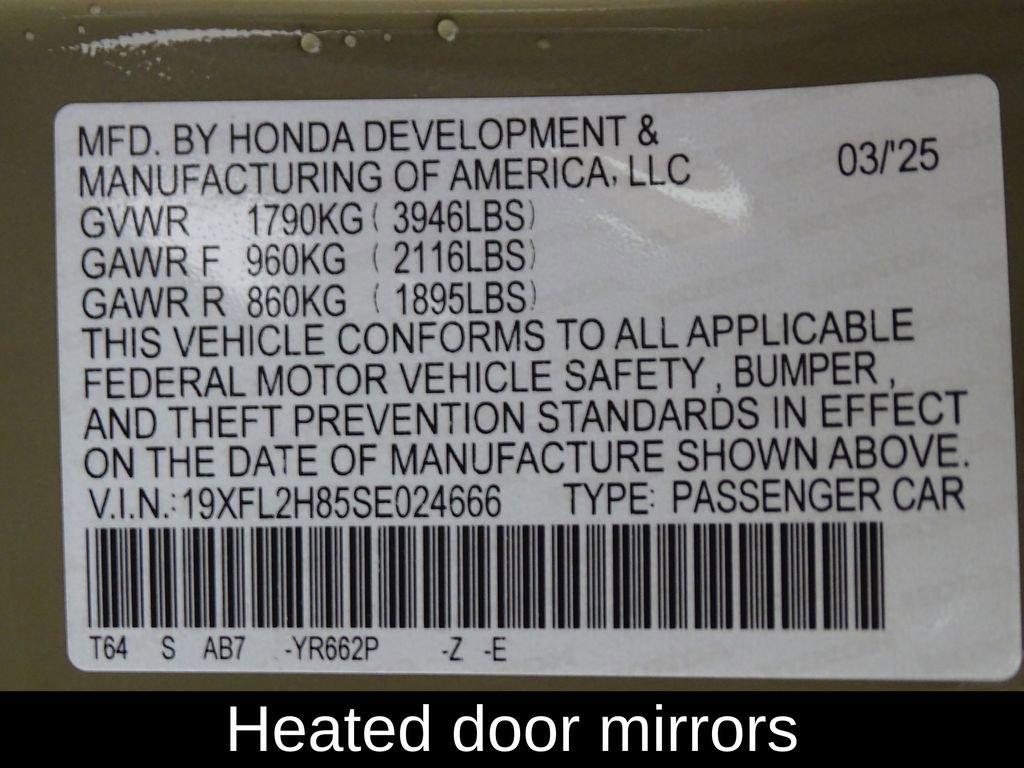 MFD. BY HONDA DEVELOPMENT &
MANUFACTURING OF AMERICA, LLC 03/'25
GVWR 1790KG ( 3946LBS)
GAWR F 960KG ( 2116LBS)
GAWR R 860KG ( 1895LBS)
THIS VEHICLE CONFORMS TO ALL APPLICABLE
FEDERAL MOTOR VEHICLE SAFETY , BUMPER ,
AND THEFT PREVENTION STANDARDS IN EFFECT
ON THE DATE OF MANUFACTURE SHOWN ABOVE.
V.I.N.: 19XFL2H85SE024666 TYPE: PASSENGER CAR
T64 S AB7 -YR662P -Z -E
Heated door mirrors